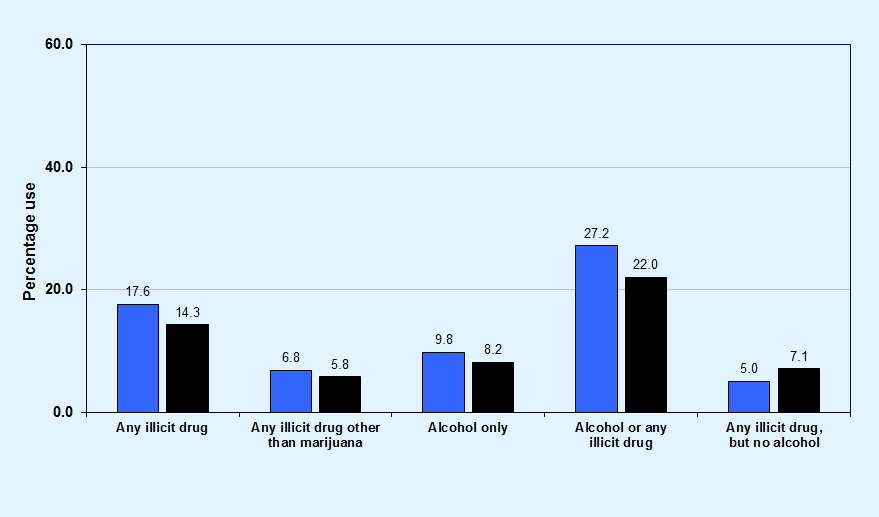 60.0
40.0
20.0
0.0
Percentage use
17.6
14.3
6.8
5.8
9.8
8.2
27.2
22.0
5.0
7.1
Any illicit drug
Any illicit drug other
than marijuana
Alcohol only
Alcohol or any
illicit drug
Any illicit drug,
but no alcohol